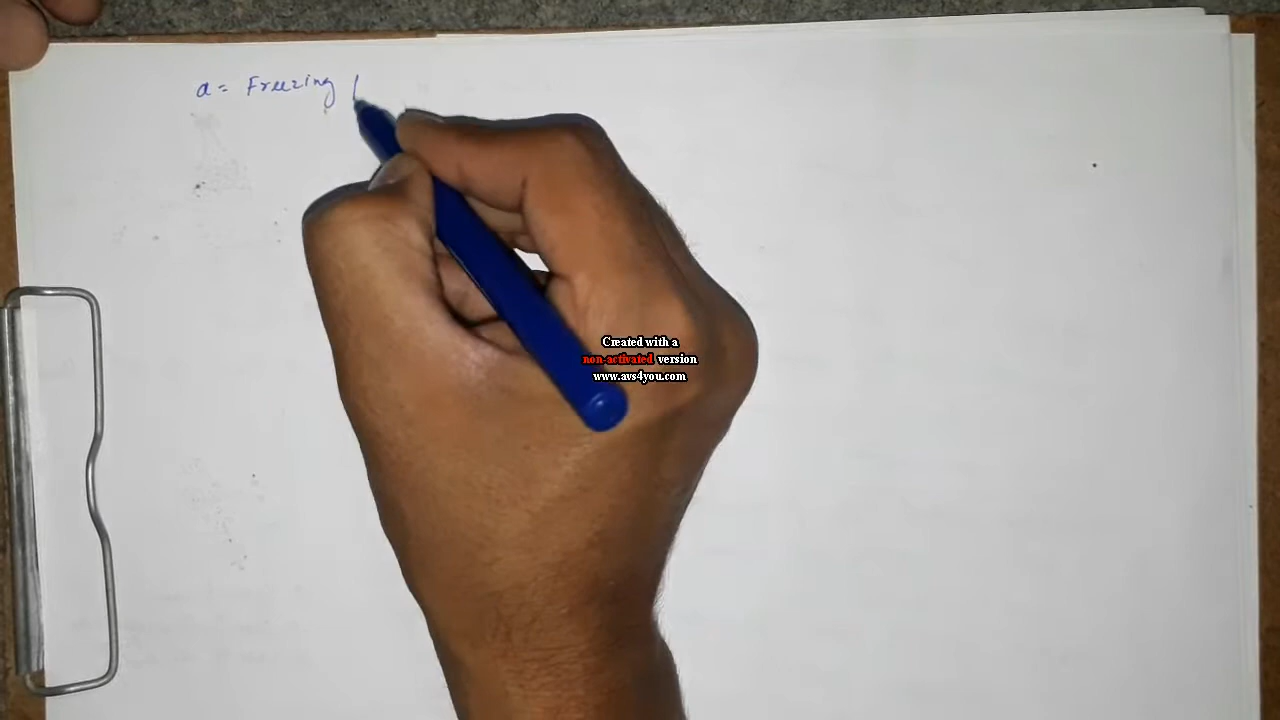 a = Freezing
Created with a
non-activated version
www.avs4you.com